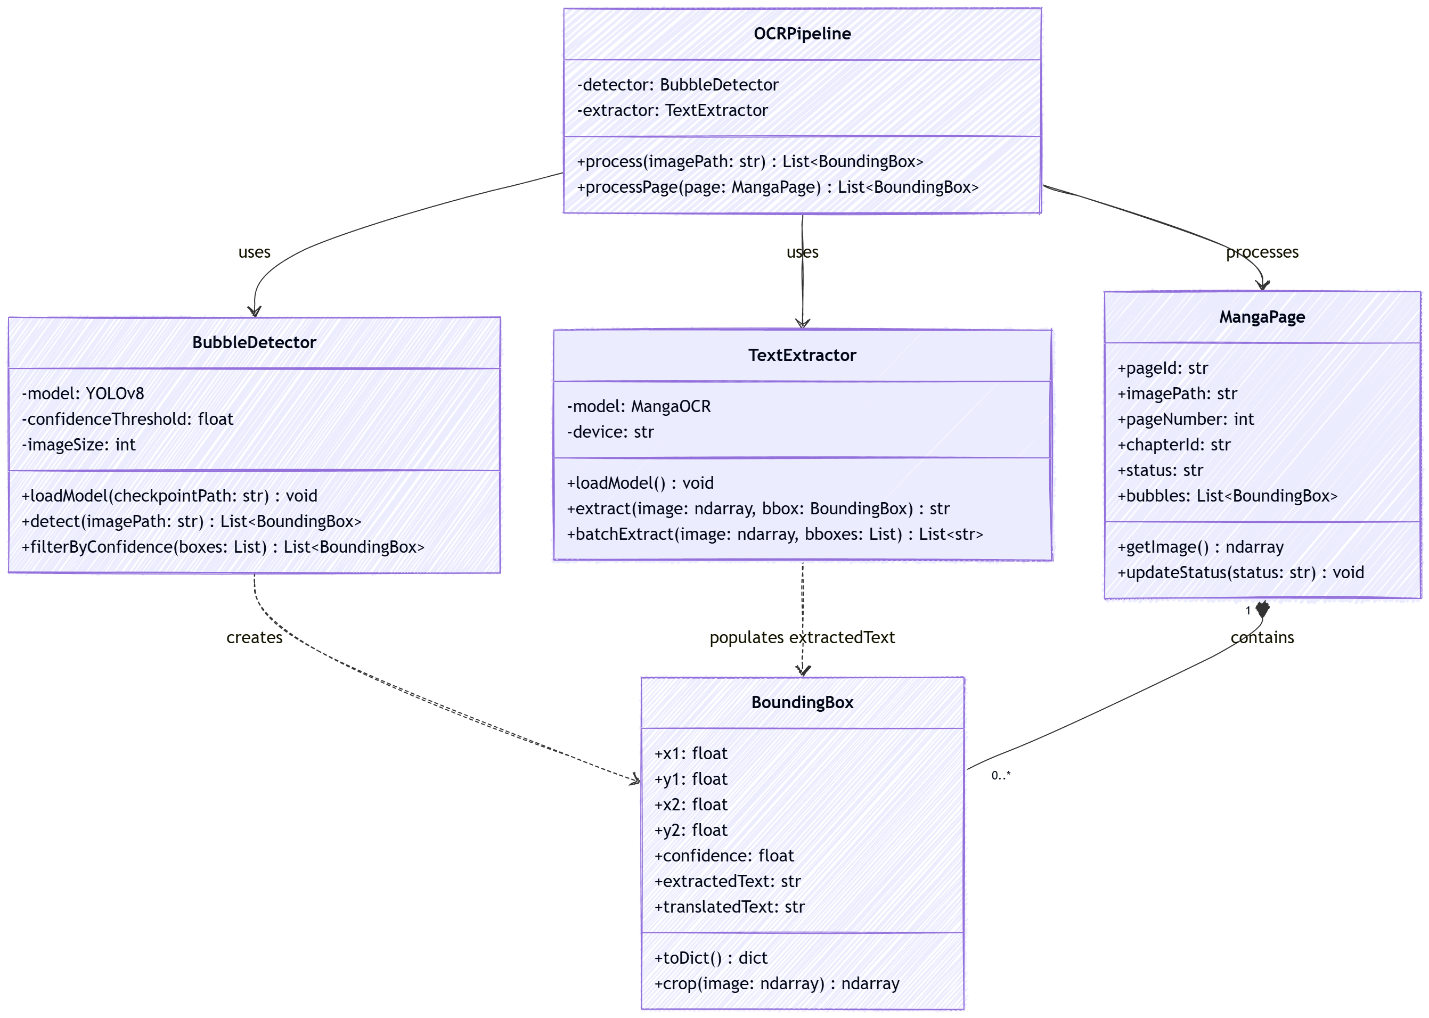 OCRPipeline
-detector: BubbleDetector
-extractor: TextExtractor
+process(imagePath: str) : List<BoundingBox>
+processPage(page: MangaPage) : List<BoundingBox>
uses
uses
processes
BubbleDetector
-model: YOLOv8
-confidenceThreshold: float
-imageSize: int
+loadModel(checkpointPath: str) : void
+detect(imagePath: str) : List<BoundingBox>
+filterByConfidence(boxes: List) : List<BoundingBox>
TextExtractor
-model: MangaOCR
-device: str
+loadModel() : void
+extract(image: ndarray, bbox: BoundingBox) : str
+batchExtract(image: ndarray, bboxes: List) : List<str>
MangaPage
+pageId: str
+imagePath: str
+pageNumber: int
+chapterId: str
+status: str
+bubbles: List<BoundingBox>
+getImage() : ndarray
+updateStatus(status: str) : void
creates
populates extractedText
1
contains
0..*
BoundingBox
+x1: float
+y1: float
+x2: float
+y2: float
+confidence: float
+extractedText: str
+translatedText: str
+toDict() : dict
+crop(image: ndarray) : ndarray